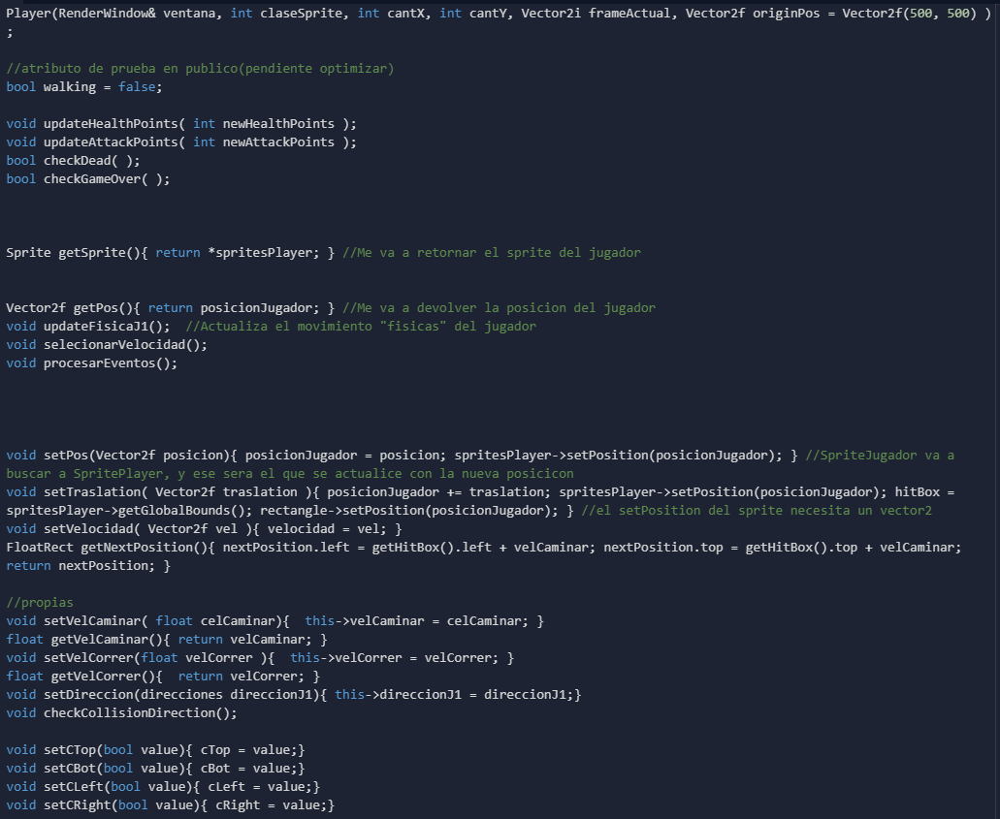 Player(RenderWindow& ventana, int claseSprite, int cantX, int cantY, Vector2i frameActual, Vector2f originPos = Vector2f(500, 500) )
;
//atributo de prueba en publico(pendiente optimizar)
bool walking = false;
void updateHealthPoints( int newHealthPoints );
void updateAttackPoints( int newAttackPoints );
bool checkDead( );
bool checkGameOver( );
Sprite getSprite(){ return *spritesPlayer; } //Me va a retornar el sprite del jugador
Vector2f getPos(){ return posicionJugador; } //Me va a devolver la posicion del jugador
void updateFisicaJ1();  //Actualiza el movimiento "fisicas" del jugador
void selecionarVelocidad();
void procesarEventos();
void setPos(Vector2f posicion){ posicionJugador = posicion; spritesPlayer->setPosition(posicionJugador); } //SpriteJugador va a
buscar a SpritePlayer, y ese sera el que se actualice con la nueva posicicon
void setTraslation( Vector2f traslation ){ posicionJugador += traslation; spritesPlayer->setPosition(posicionJugador); hitBox =
spritesPlayer->getGlobalBounds(); rectangle->setPosition(posicionJugador); } //el setPosition del sprite necesita un vector2
void setVelocidad( Vector2f vel ){ velocidad = vel; }
FloatRect getNextPosition(){ nextPosition.left = getHitBox().left + velCaminar; nextPosition.top = getHitBox().top + velCaminar;
return nextPosition; }
//propias
void setVelCaminar( float celCaminar){  this->velCaminar = celCaminar; }
float getVelCaminar(){ return velCaminar; }
void setVelCorrer(float velCorrer ){  this->velCorrer = velCorrer; }
float getVelCorrer(){  return velCorrer; }
void setDireccion(direcciones direccionJ1){ this->direccionJ1 = direccionJ1;}
void checkCollisionDirection();
void setCTop(bool value){ cTop = value;}
void setCBot(bool value){ cBot = value;}
void setCLeft(bool value){ cLeft = value;}
void setCRight(bool value){ cRight = value;}